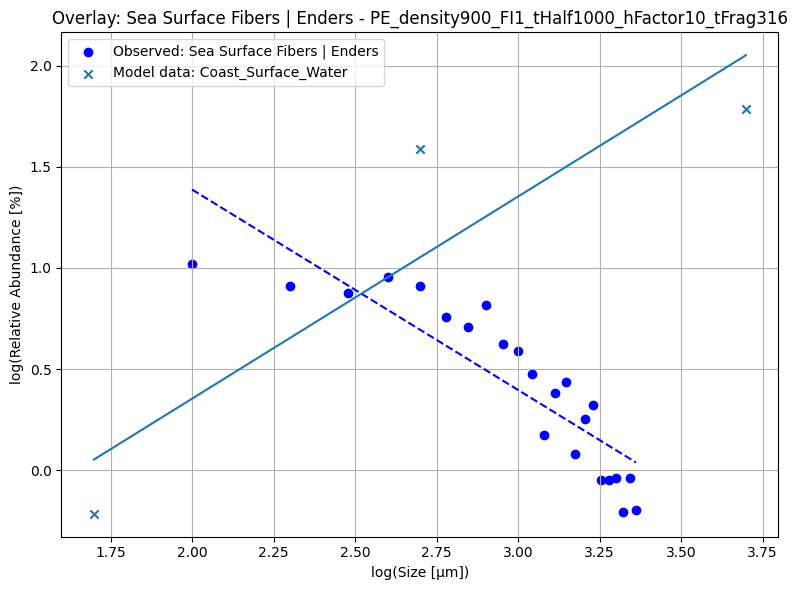 Overlay: Sea Surface Fibers | Enders - PE_density900_FI1_tHalf1000_hFactor10_tFrag316
Observed: Sea Surface Fibers | Enders
Model data: Coast_Surface_Water
log(Relative Abundance [%])
2.0
1.5
1.0
0.5
0.0
1.75 2.00 2.25 2.50 2.75 3.00 3.25 3.50 3.75
log(Size [μm])